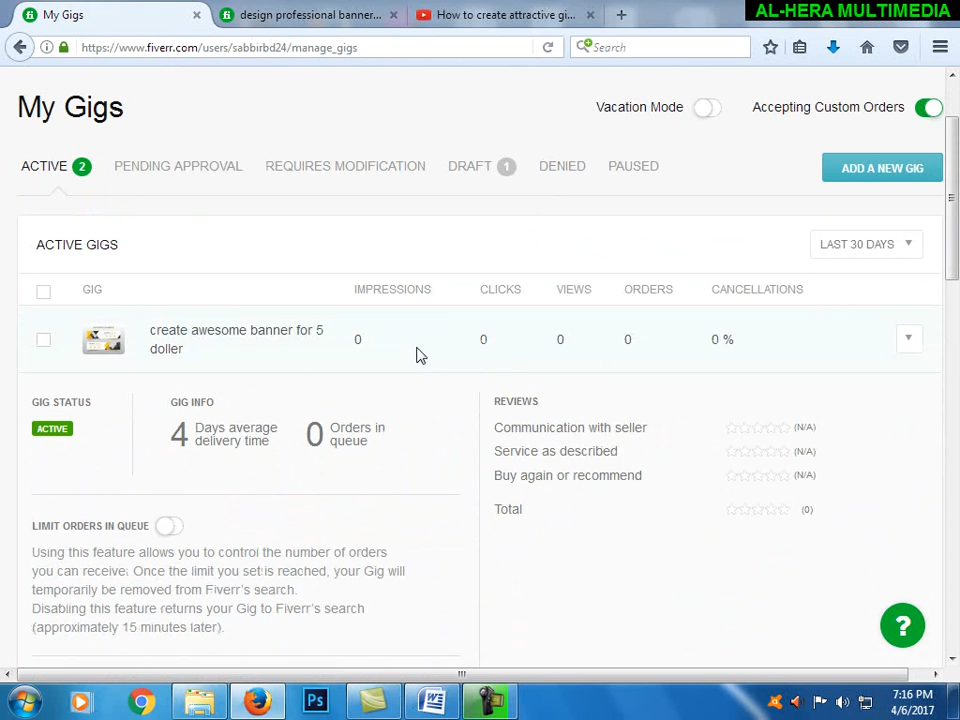 My Gigs
design professional banner...
How to create attractive gi...
AL-HERA MULTIMEDIA
https://www.fiverr.com/users/sabbirbd24/manage_gigs
Search
My Gigs
Vacation Mode
Accepting Custom Orders
ACTIVE 2
PENDING APPROVAL
REQUIRES MODIFICATION
DRAFT 1
DENIED
PAUSED
ADD A NEW GIG
ACTIVE GIGS
LAST 30 DAYS
GIG IMPRESSIONS CLICKS VIEWS ORDERS CANCELLATIONS
create awesome banner for 5
doller
0 0 0 0 0 %
GIG STATUS
ACTIVE
GIG INFO
4 Days average
delivery time
0 Orders in
queue
REVIEWS
Communication with seller (N/A)
Service as described (N/A)
Buy again or recommend (N/A)
Total (0)
LIMIT ORDERS IN QUEUE
Using this feature allows you to control the number of orders
you can receive. Once the limit you set is reached, your Gig will
temporarily be removed from Fiverr's search.
Disabling this feature returns your Gig to Fiverr's search
(approximately 15 minutes later).
?
Ps
W
7:16 PM
4/6/2017